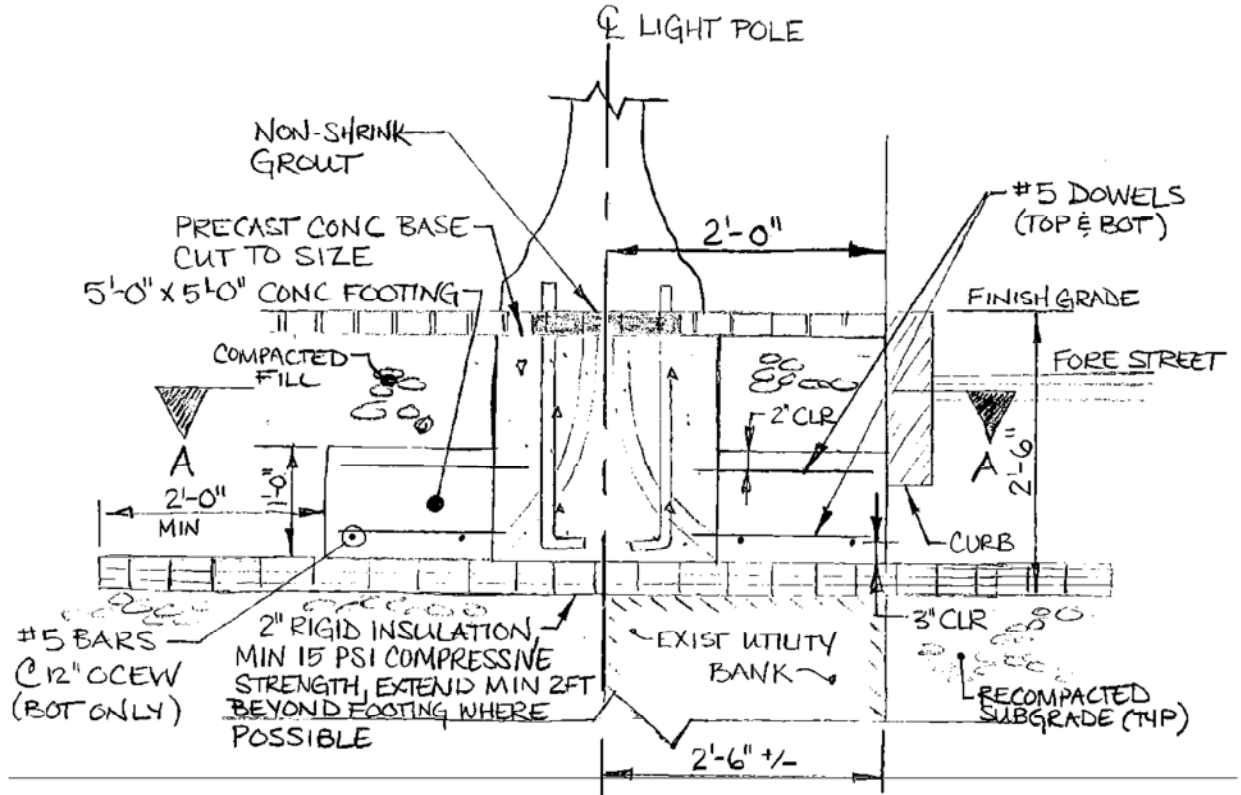 ℄ LIGHT POLE
NON-SHRINK
GROUT
#5 DOWELS
(TOP & BOT)
PRECAST CONC BASE
CUT TO SIZE
2'-0"
5'-0" X 5'-0" CONC FOOTING
FINISH GRADE
COMPACTED
FILL
FORE STREET
2" CLR
A
A
2'-6"
2'-0"
MIN
1'-0"
CURB
3" CLR
#5 BARS
@ 12" OCEW
(BOT ONLY)
2" RIGID INSULATION,
MIN 15 PSI COMPRESSIVE
STRENGTH, EXTEND MIN 2FT
BEYOND FOOTING WHERE
POSSIBLE
EXIST UTILITY
BANK
RECOMPACTED
SUBGRADE (TYP)
2'-6" +/-